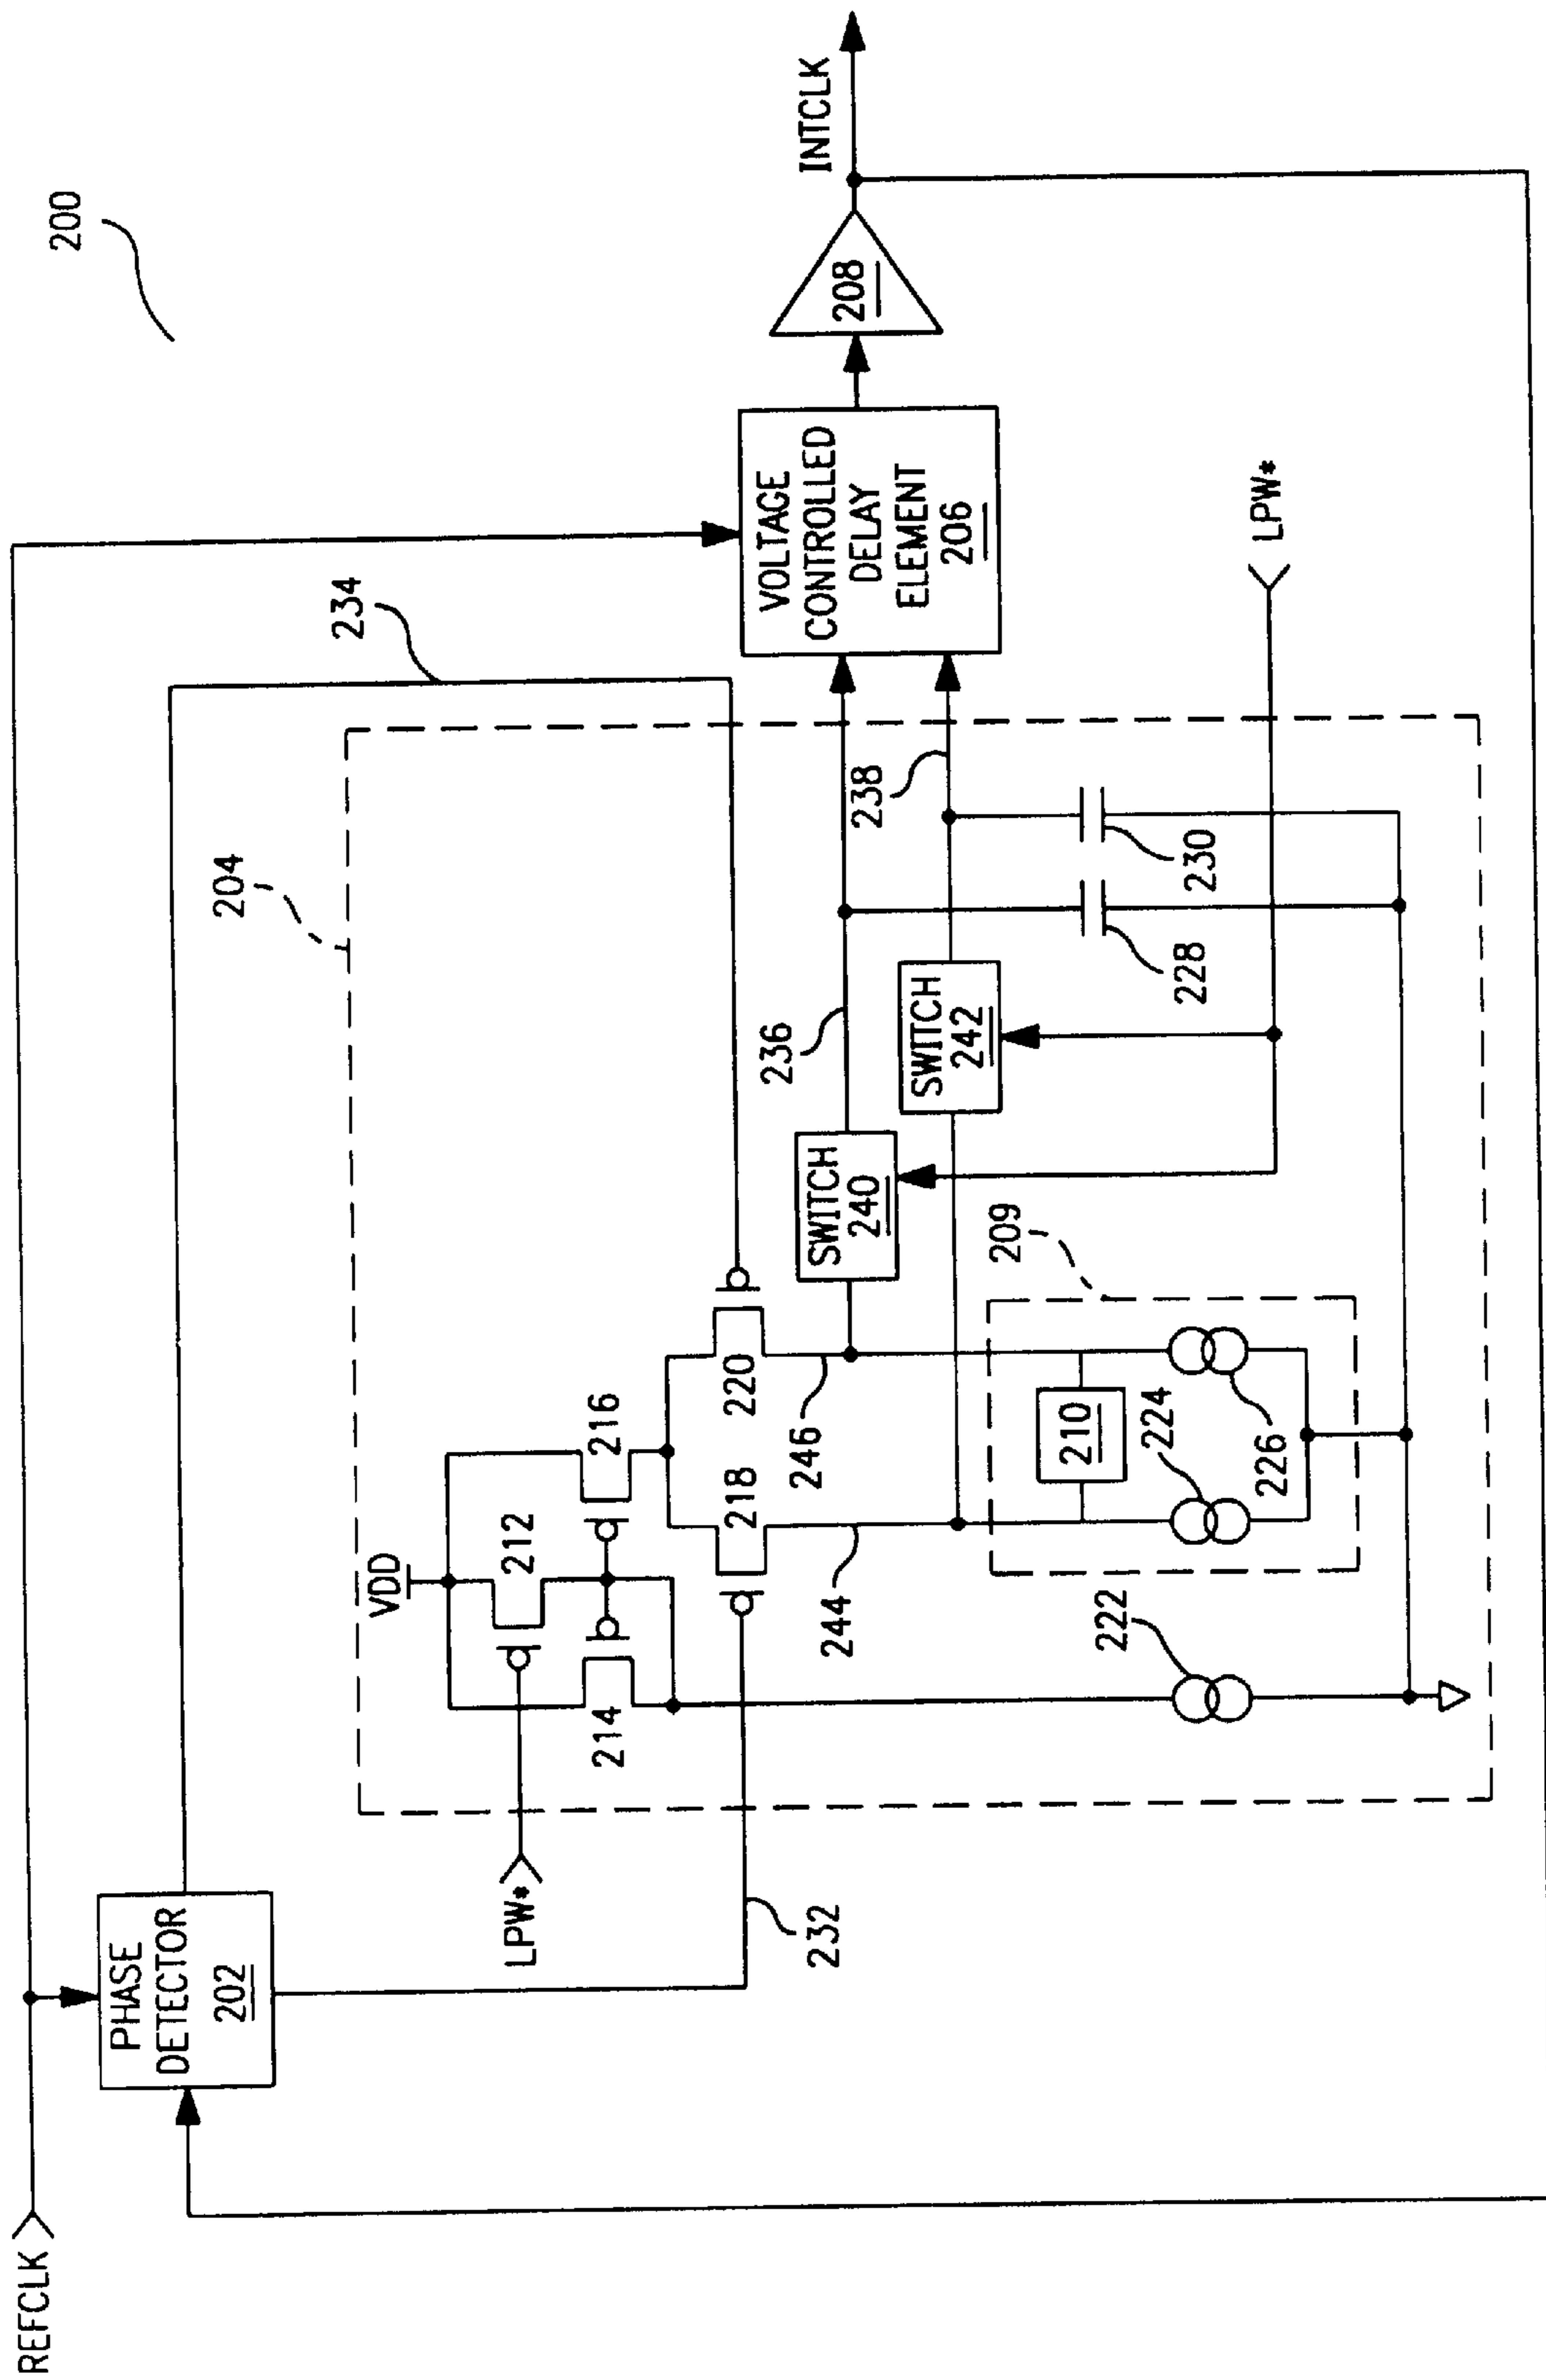 200
REFCLK
PHASE
DETECTOR
202
234
204
VDD
LPW*
212
214
216
218
220
232
VOLTAGE
CONTROLLED
DELAY
ELEMENT
206
208
INTCLK
236
238
SWITCH
240
SWITCH
242
244
246
209
210
222
224
226
228
230
LPW*